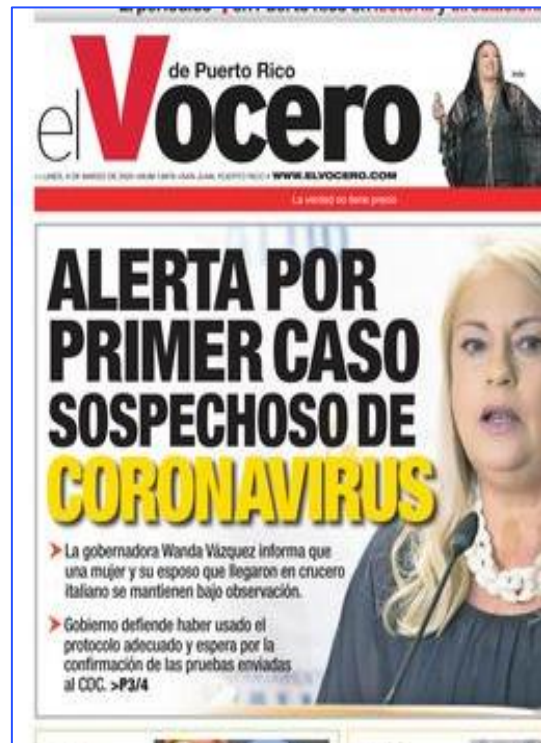 de Puerto Rico
el Vocero
WWW.ELVOCERO.COM
La verdad no tiene precio
ALERTA POR
PRIMER CASO
SOSPECHOSO DE
CORONAVIRUS
La gobernadora Wanda Vázquez informa que
una mujer y su esposo que llegaron en crucero
italiano se mantienen bajo observación.
Gobierno defiende haber usado el
protocolo adecuado y espera por la
confirmación de las pruebas enviadas
al CDC. >P3/4